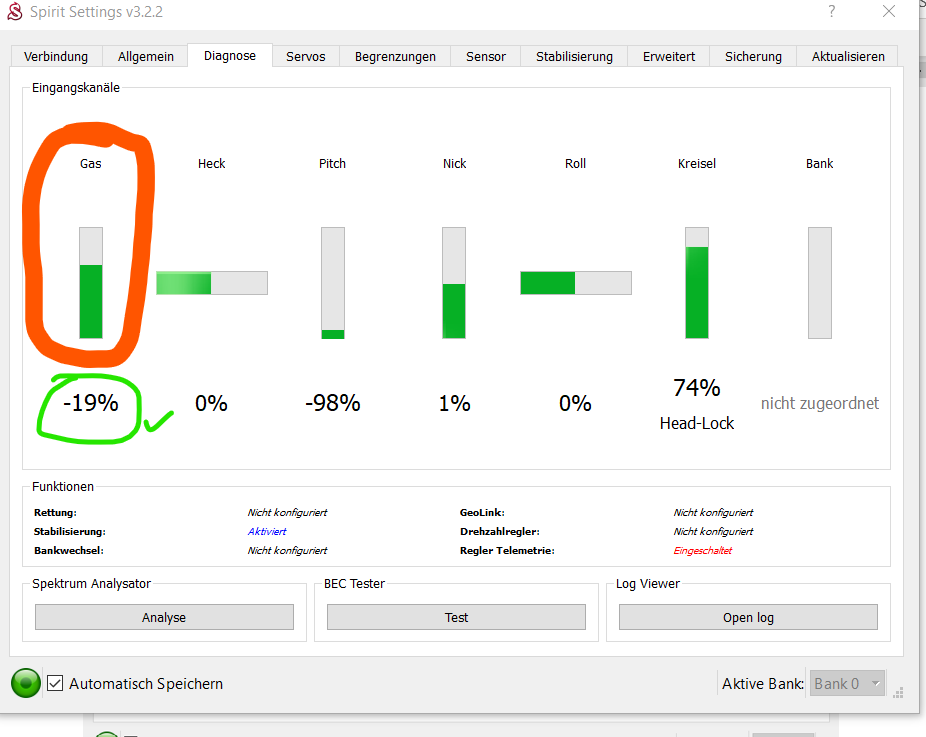 Spirit Settings v3.2.2
Verbindung Allgemein Diagnose Servos Begrenzungen Sensor Stabilisierung Erweitert Sicherung Aktualisieren
Eingangskanäle
Gas Heck Pitch Nick Roll Kreisel Bank
-19% 0% -98% 1% 0% 74% nicht zugeordnet
Head-Lock
Funktionen
Rettung: Nicht konfiguriert GeoLink: Nicht konfiguriert
Stabilisierung: Aktiviert Drehzahlregler: Nicht konfiguriert
Bankwechsel: Nicht konfiguriert Regler Telemetrie: Eingeschaltet
Spektrum Analysator BEC Tester Log Viewer
Analyse Test Open log
Automatisch Speichern Aktive Bank: Bank 0